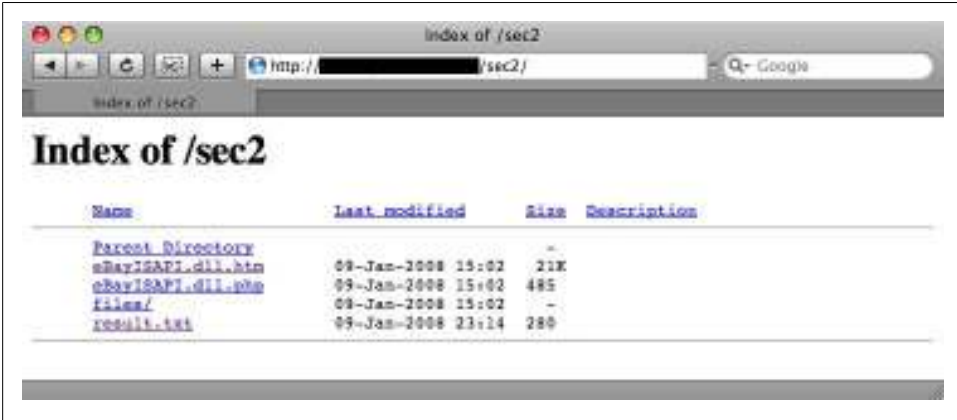 Index of /sec2
http:// /sec2/
Google
Index of /sec2
Index of /sec2
Name Last modified Size Description
Parent Directory -
eBayISAPI.dll.htm 09-Jan-2008 15:02 21K
eBayISAPI.dll.php 09-Jan-2008 15:02 485
files/ 09-Jan-2008 15:02 -
result.txt 09-Jan-2008 23:14 280